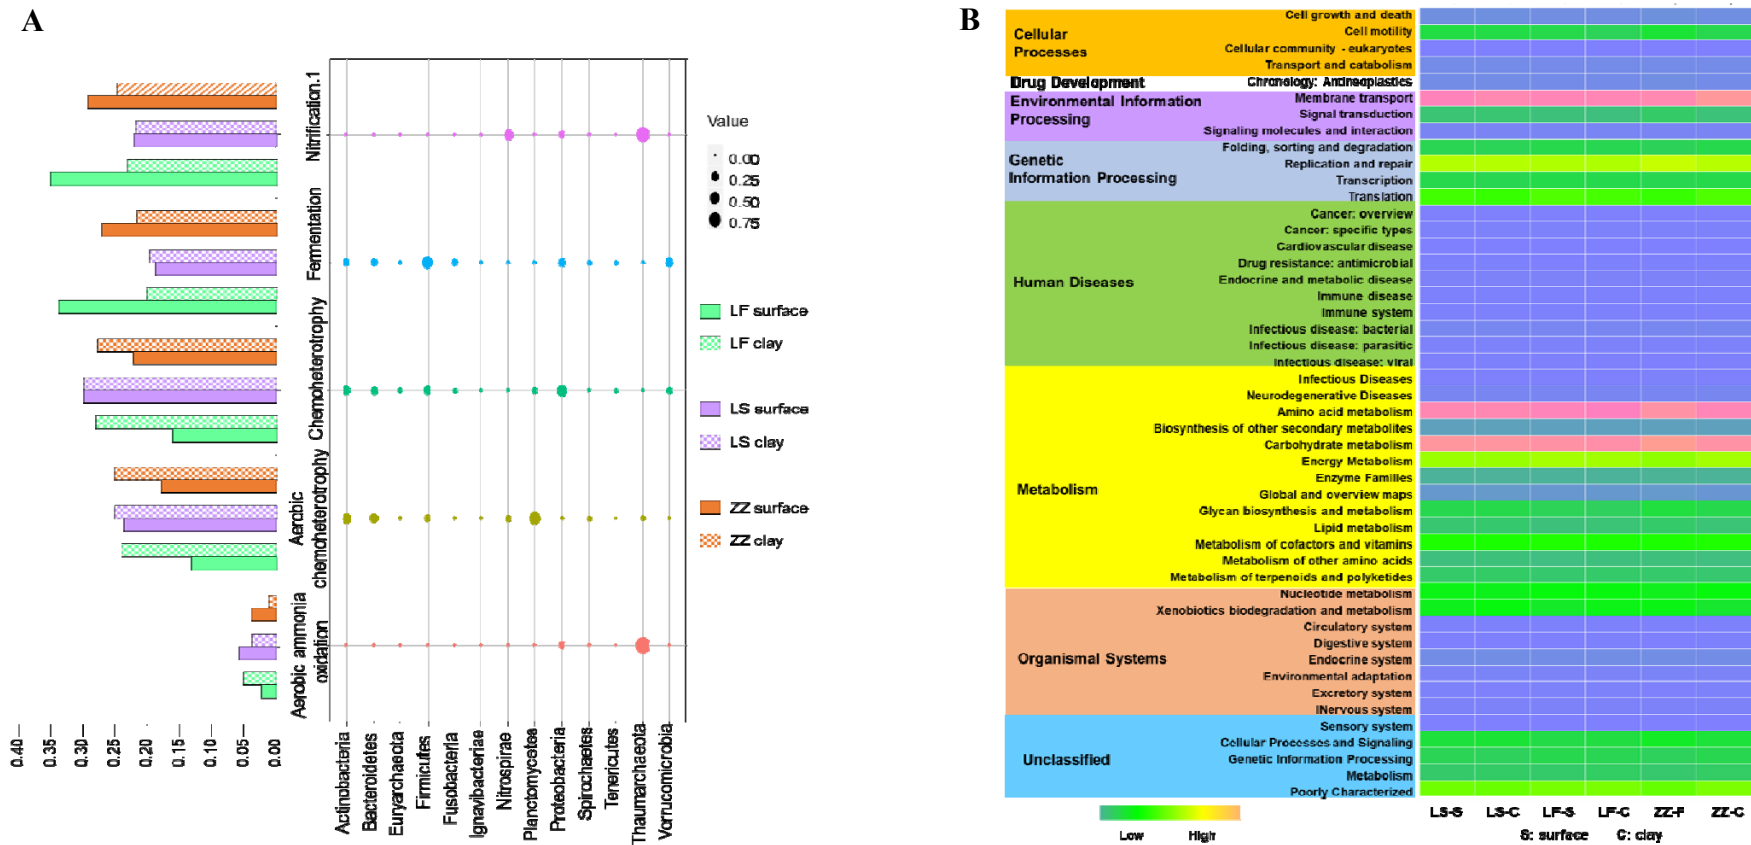 A
Nitrification.1
Fermentation
Chemoheterotrophy
Aerobic
chemoheterotrophy
Aerobic ammonia
oxidation
0.40
0.35
0.30
0.25
0.20
0.15
0.10
0.05
0.00
Actinobacteria
Bacteroidetes
Euryarchaeota
Firmicutes
Fusobacteria
Ignavibacteriae
Nitrospirae
Planctomycetes
Proteobacteria
Spirochaetes
Tenericutes
Thaumarchaeota
Vorrucomicrobia
Value
0.00
0.25
0.50
0.75
LF surface
LF clay
LS surface
LS clay
ZZ surface
ZZ clay
B
Cellular
Processes
Drug Development
Environmental Information
Processing
Genetic
Information Processing
Human Diseases
Metabolism
Organismal Systems
Unclassified
Cell growth and death
Cell motility
Cellular community - eukaryotes
Transport and catabolism
Chronology: Antineoplastics
Membrane transport
Signal transduction
Signaling molecules and interaction
Folding, sorting and degradation
Replication and repair
Transcription
Translation
Cancer: overview
Cancer: specific types
Cardiovascular disease
Drug resistance: antimicrobial
Endocrine and metabolic disease
Immune disease
Immune system
Infectious disease: bacterial
Infectious disease: parasitic
Infectious disease: viral
Infectious Diseases
Neurodegenerative Diseases
Amino acid metabolism
Biosynthesis of other secondary metabolites
Carbohydrate metabolism
Energy Metabolism
Enzyme Families
Global and overview maps
Glycan biosynthesis and metabolism
Lipid metabolism
Metabolism of cofactors and vitamins
Metabolism of other amino acids
Metabolism of terpenoids and polyketides
Nucleotide metabolism
Xenobiotics biodegradation and metabolism
Circulatory system
Digestive system
Endocrine system
Environmental adaptation
Excretory system
INervous system
Sensory system
Cellular Processes and Signaling
Genetic Information Processing
Metabolism
Poorly Characterized
LS-S LS-C LF-S LF-C ZZ-F ZZ-C
Low High
S: surface C: clay